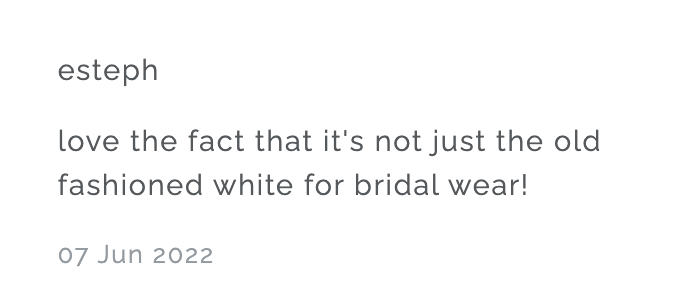 esteph
love the fact that it's not just the old
fashioned white for bridal wear!
07 Jun 2022